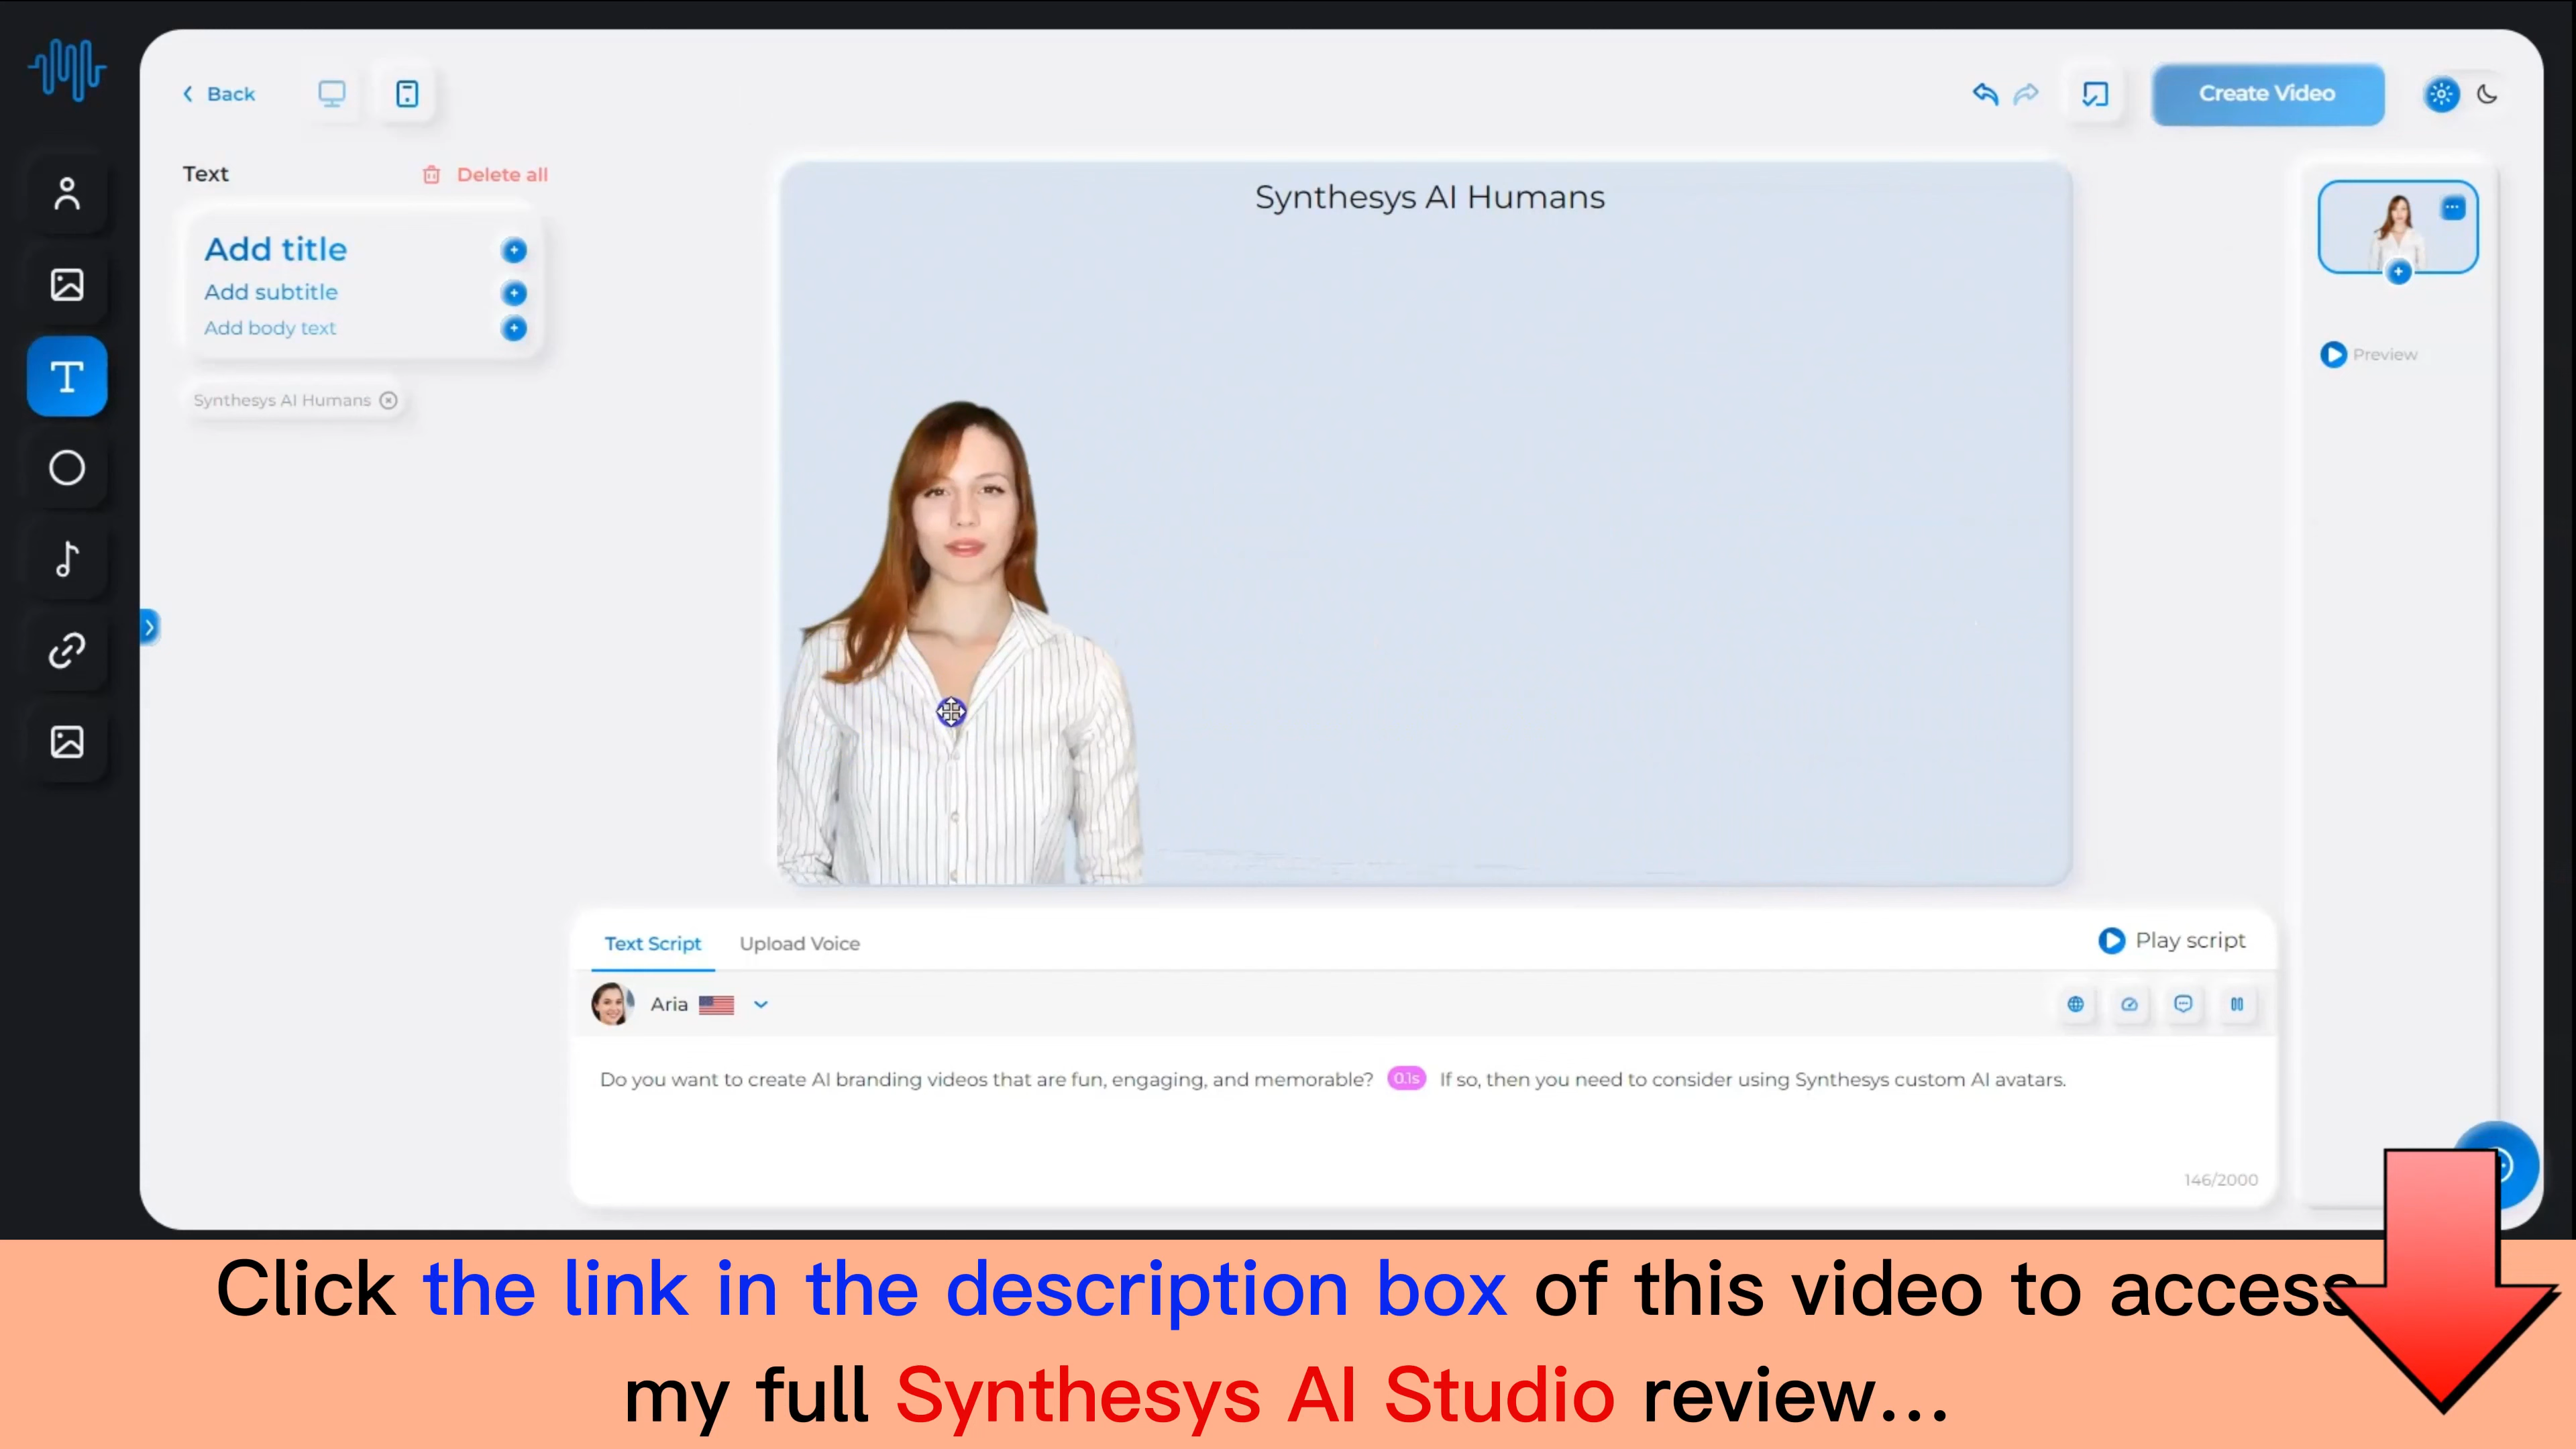 Back
Create Video
Text
Delete all
Add title
Add subtitle
Add body text
Synthesys AI Humans
Synthesys AI Humans
Preview
Text Script
Upload Voice
Play script
Aria
Do you want to create AI branding videos that are fun, engaging, and memorable? 0.1s If so, then you need to consider using Synthesys custom AI avatars.
146/2000
Click the link in the description box of this video to access
my full Synthesys AI Studio review...